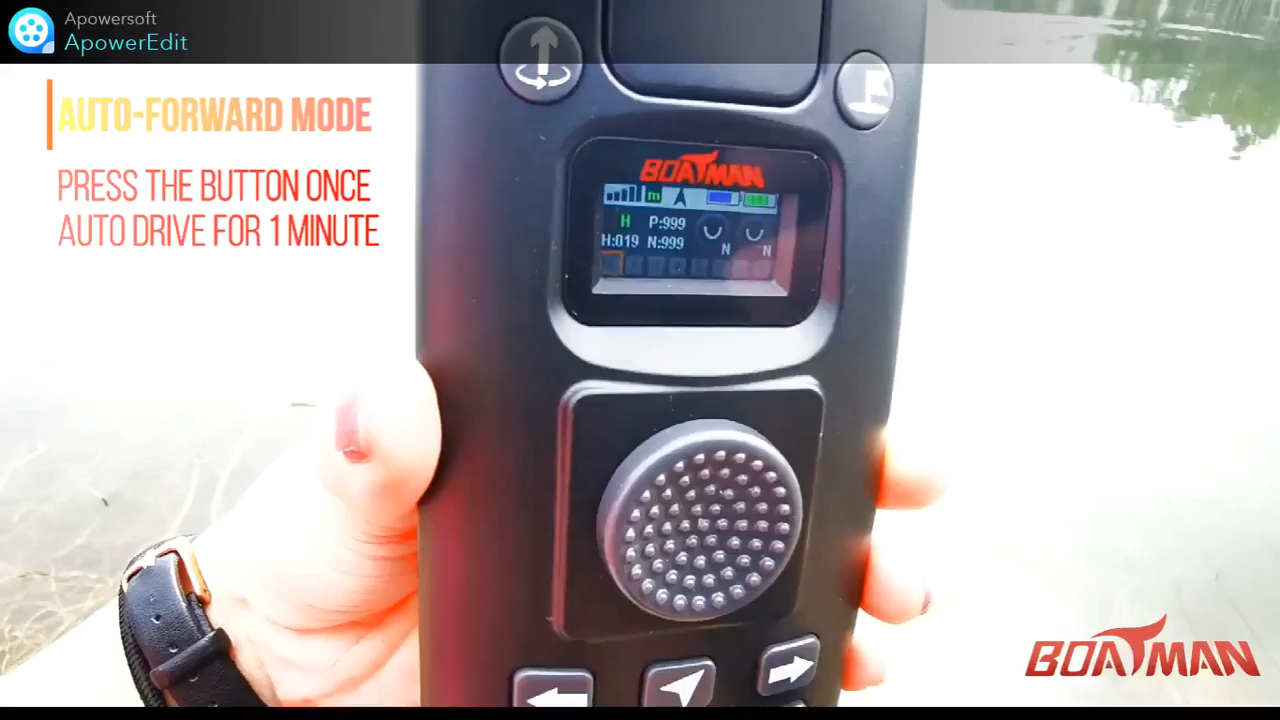 Apowersoft
ApowerEdit
AUTO-FORWARD MODE
PRESS THE BUTTON ONCE
AUTO DRIVE FOR 1 MINUTE
BOATMAN
m
H P:999
H:019 N:999
N N
BOATMAN